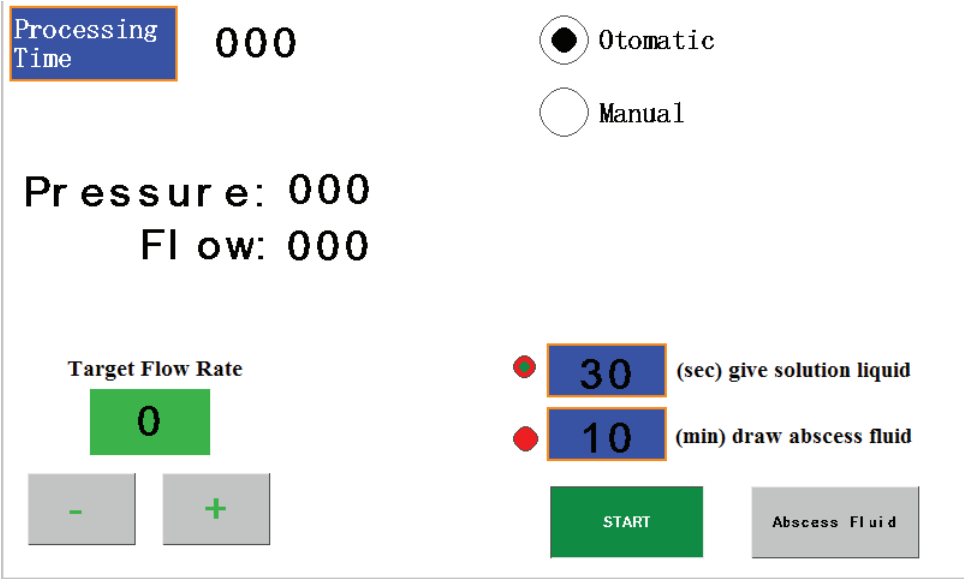 Processing
Time
000
Otomatic
Manual
Pressure: 000
Flow: 000
Target Flow Rate
0
- +
30 (sec) give solution liquid
10 (min) draw abscess fluid
START
Abscess Fluid